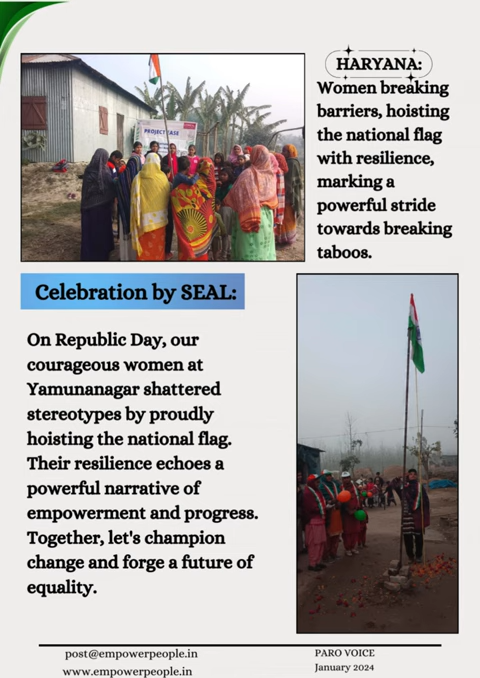 PROJECT EASE
HARYANA:
Women breaking
barriers, hoisting
the national flag
with resilience,
marking a
powerful stride
towards breaking
taboos.
Celebration by SEAL:
On Republic Day, our
courageous women at
Yamunanagar shattered
stereotypes by proudly
hoisting the national flag.
Their resilience echoes a
powerful narrative of
empowerment and progress.
Together, let's champion
change and forge a future of
equality.
post@empowerpeople.in
www.empowerpeople.in
PARO VOICE
January 2024